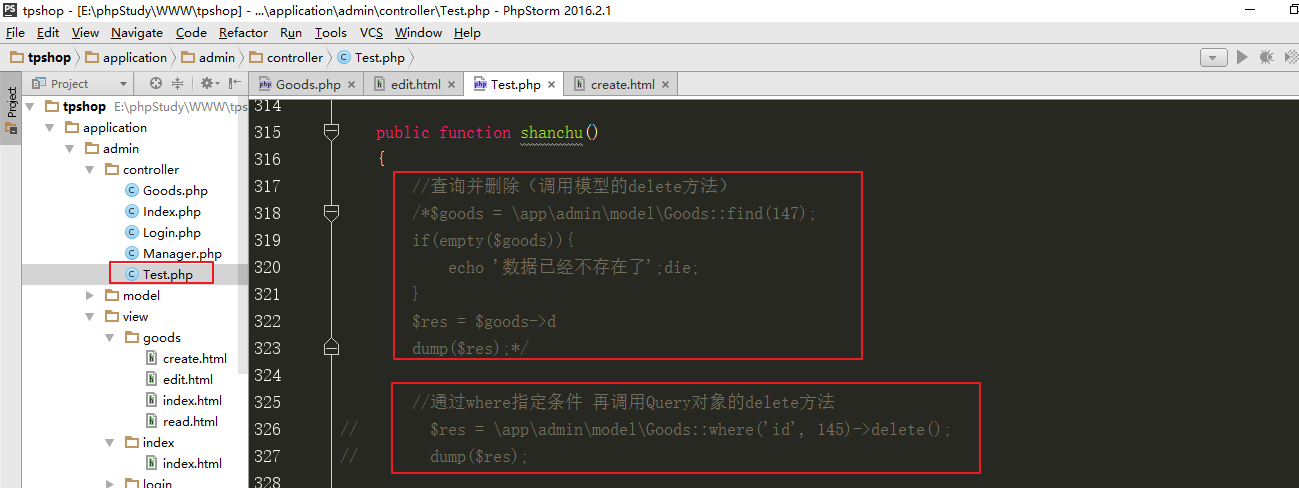 tpshop - [E:\phpStudy\WWW\tpshop] - ...\application\admin\controller\Test.php - PhpStorm 2016.2.1
File Edit View Navigate Code Refactor Run Tools VCS Window Help
tpshop application admin controller Test.php
Project
Project
Goods.php edit.html Test.php create.html
tpshop E:\phpStudy\WWW\tps
application
admin
controller
Goods.php
Index.php
Login.php
Manager.php
Test.php
model
view
goods
create.html
edit.html
index.html
read.html
index
index.html
login
314
315 public function shanchu()
316 {
317 //查询并删除（调用模型的delete方法）
318 /*$goods = \app\admin\model\Goods::find(147);
319 if(empty($goods)){
320 echo '数据已经不存在了';die;
321 }
322 $res = $goods->d
323 dump($res);*/
324
325 //通过where指定条件 再调用Query对象的delete方法
326 // $res = \app\admin\model\Goods::where('id', 145)->delete();
327 // dump($res);
328